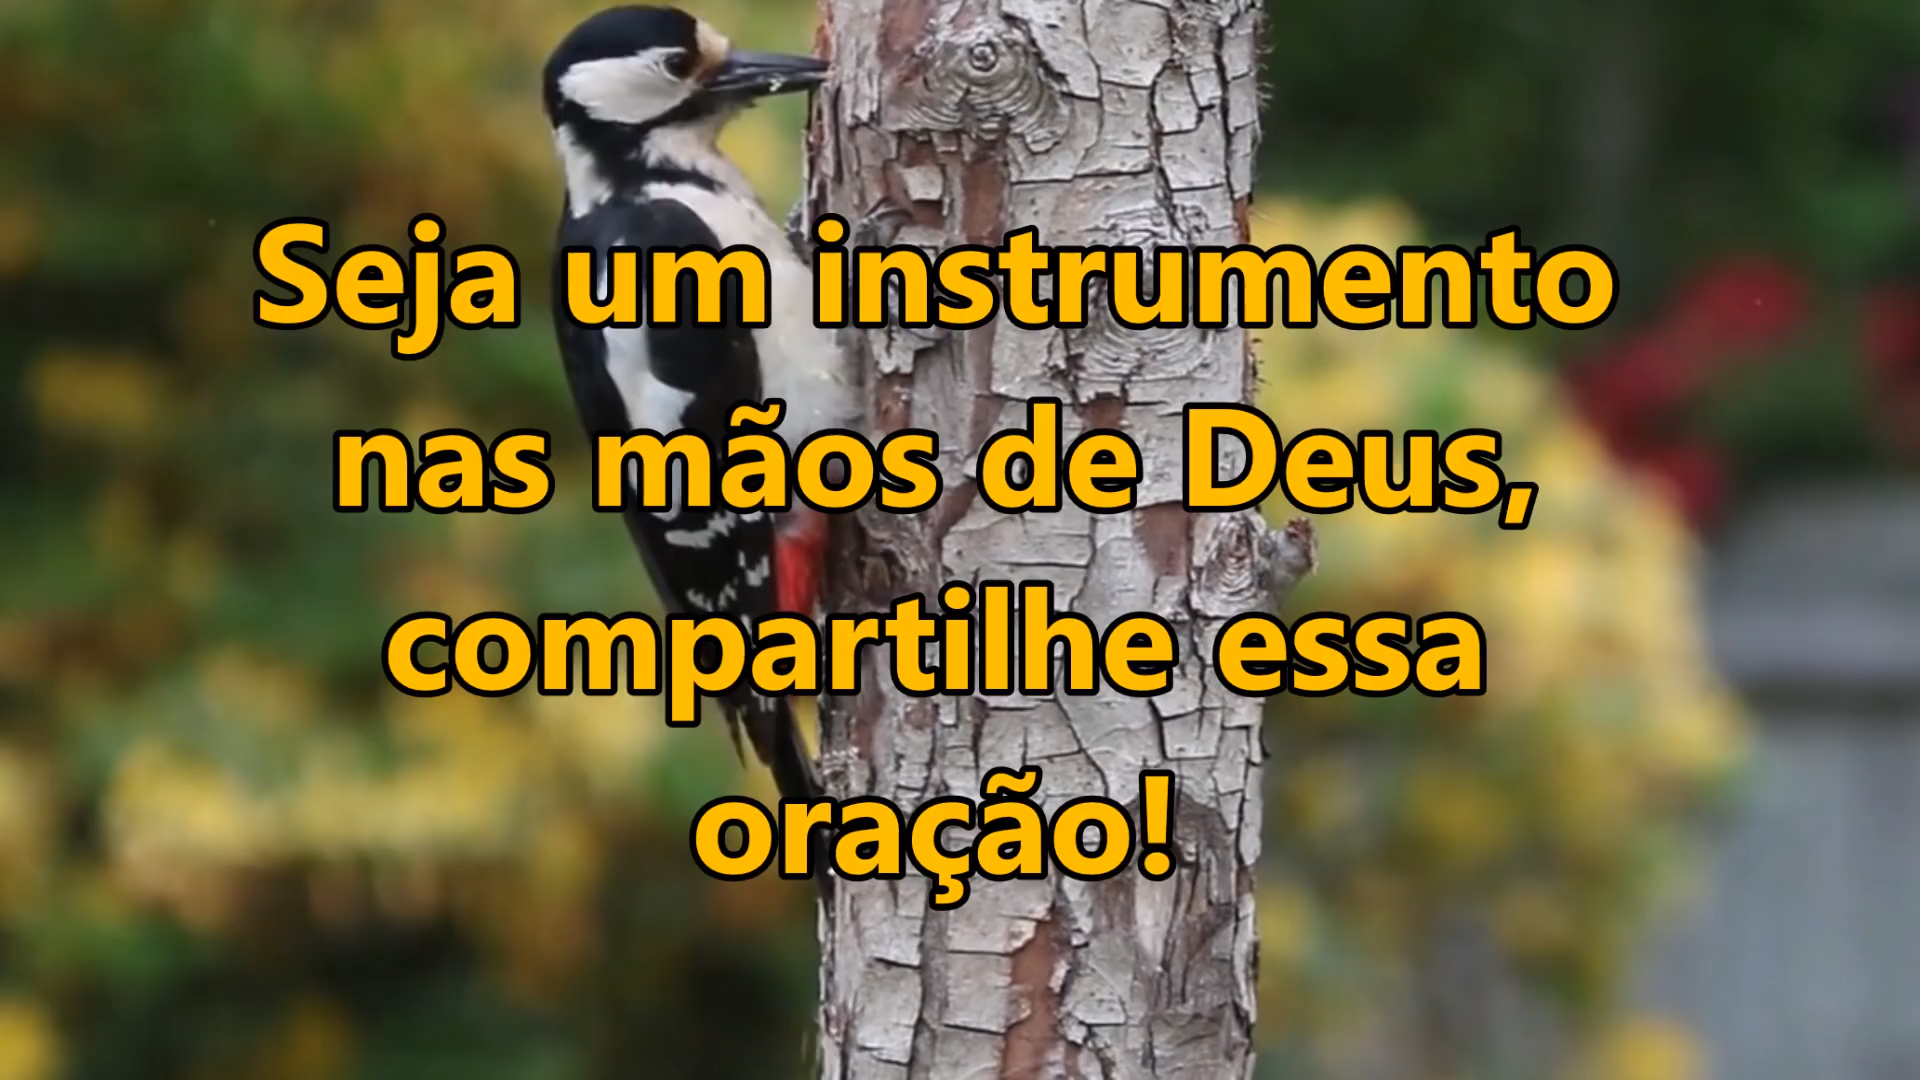 Seja um instrumento
nas mãos de Deus,
compartilhe essa
oração!